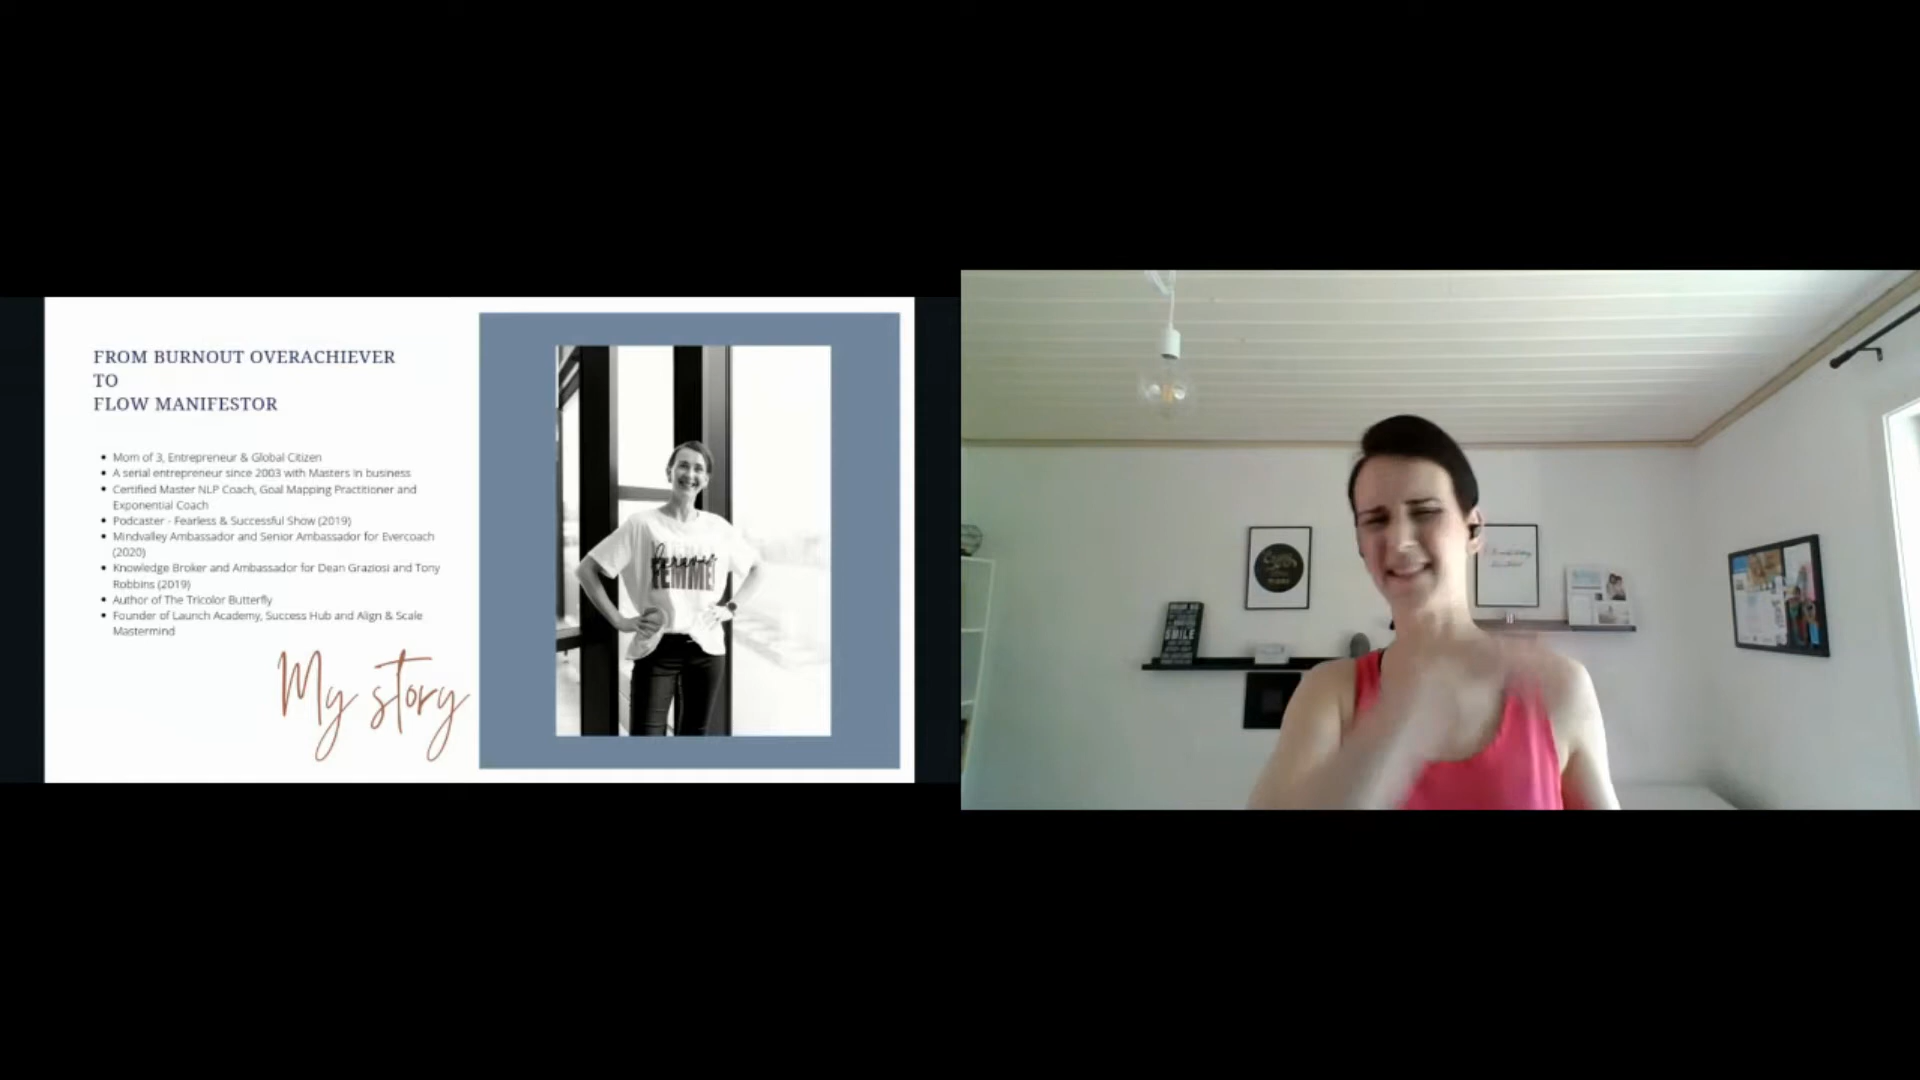 FROM BURNOUT OVERACHIEVER
TO
FLOW MANIFESTOR
Mom of 3, Entrepreneur & Global Citizen
A serial entrepreneur since 2003 with Masters in business
Certified Master NLP Coach, Goal Mapping Practitioner and
Exponential Coach
Podcaster - Fearless & Successful Show (2019)
Mindvalley Ambassador and Senior Ambassador for Evercoach
(2020)
Knowledge Broker and Ambassador for Dean Graziosi and Tony
Robbins (2019)
Author of The Tricolor Butterfly
Founder of Launch Academy, Success Hub and Align & Scale
Mastermind
My story
FEMME
SMILE